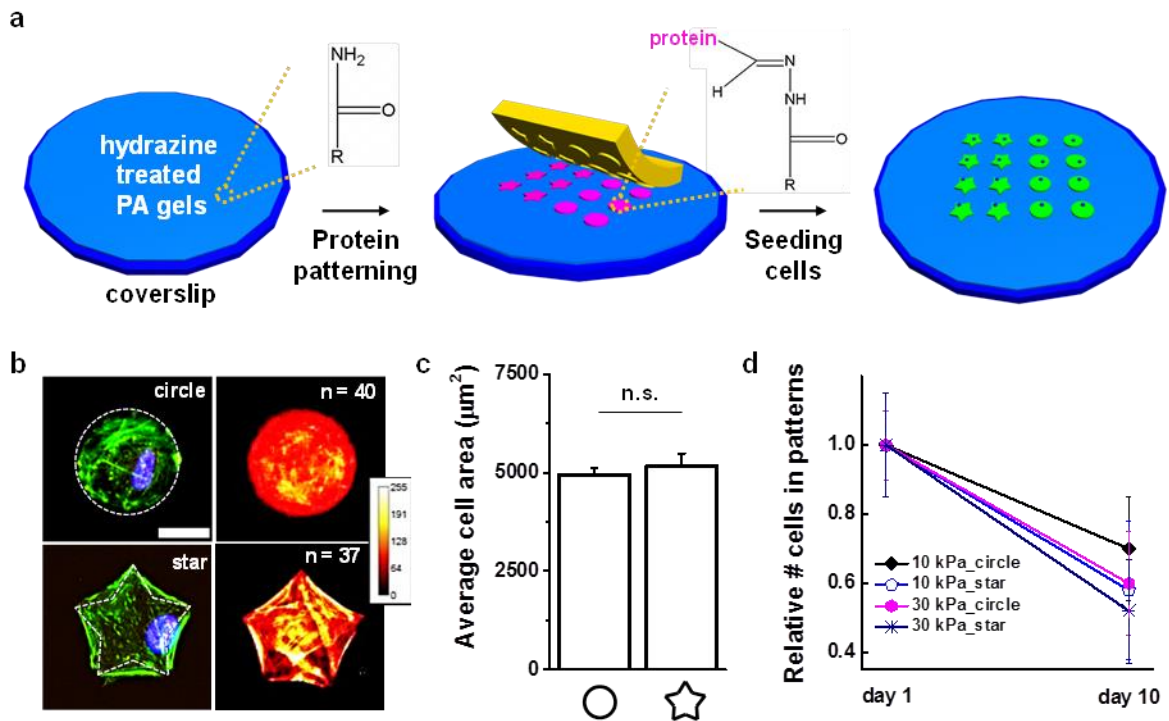 a
NH₂
O
R
hydrazine
treated
PA gels
coverslip
Protein
patterning
protein
N
H
NH
O
R
Seeding
cells
b
circle
n = 40
star
n = 37
255
191
128
64
0
c
Average cell area (μm²)
7500
5000
2500
0
n.s.
d
Relative # cells in patterns
1.0
0.8
0.6
0.4
10 kPa_circle
10 kPa_star
30 kPa_circle
30 kPa_star
day 1
day 10